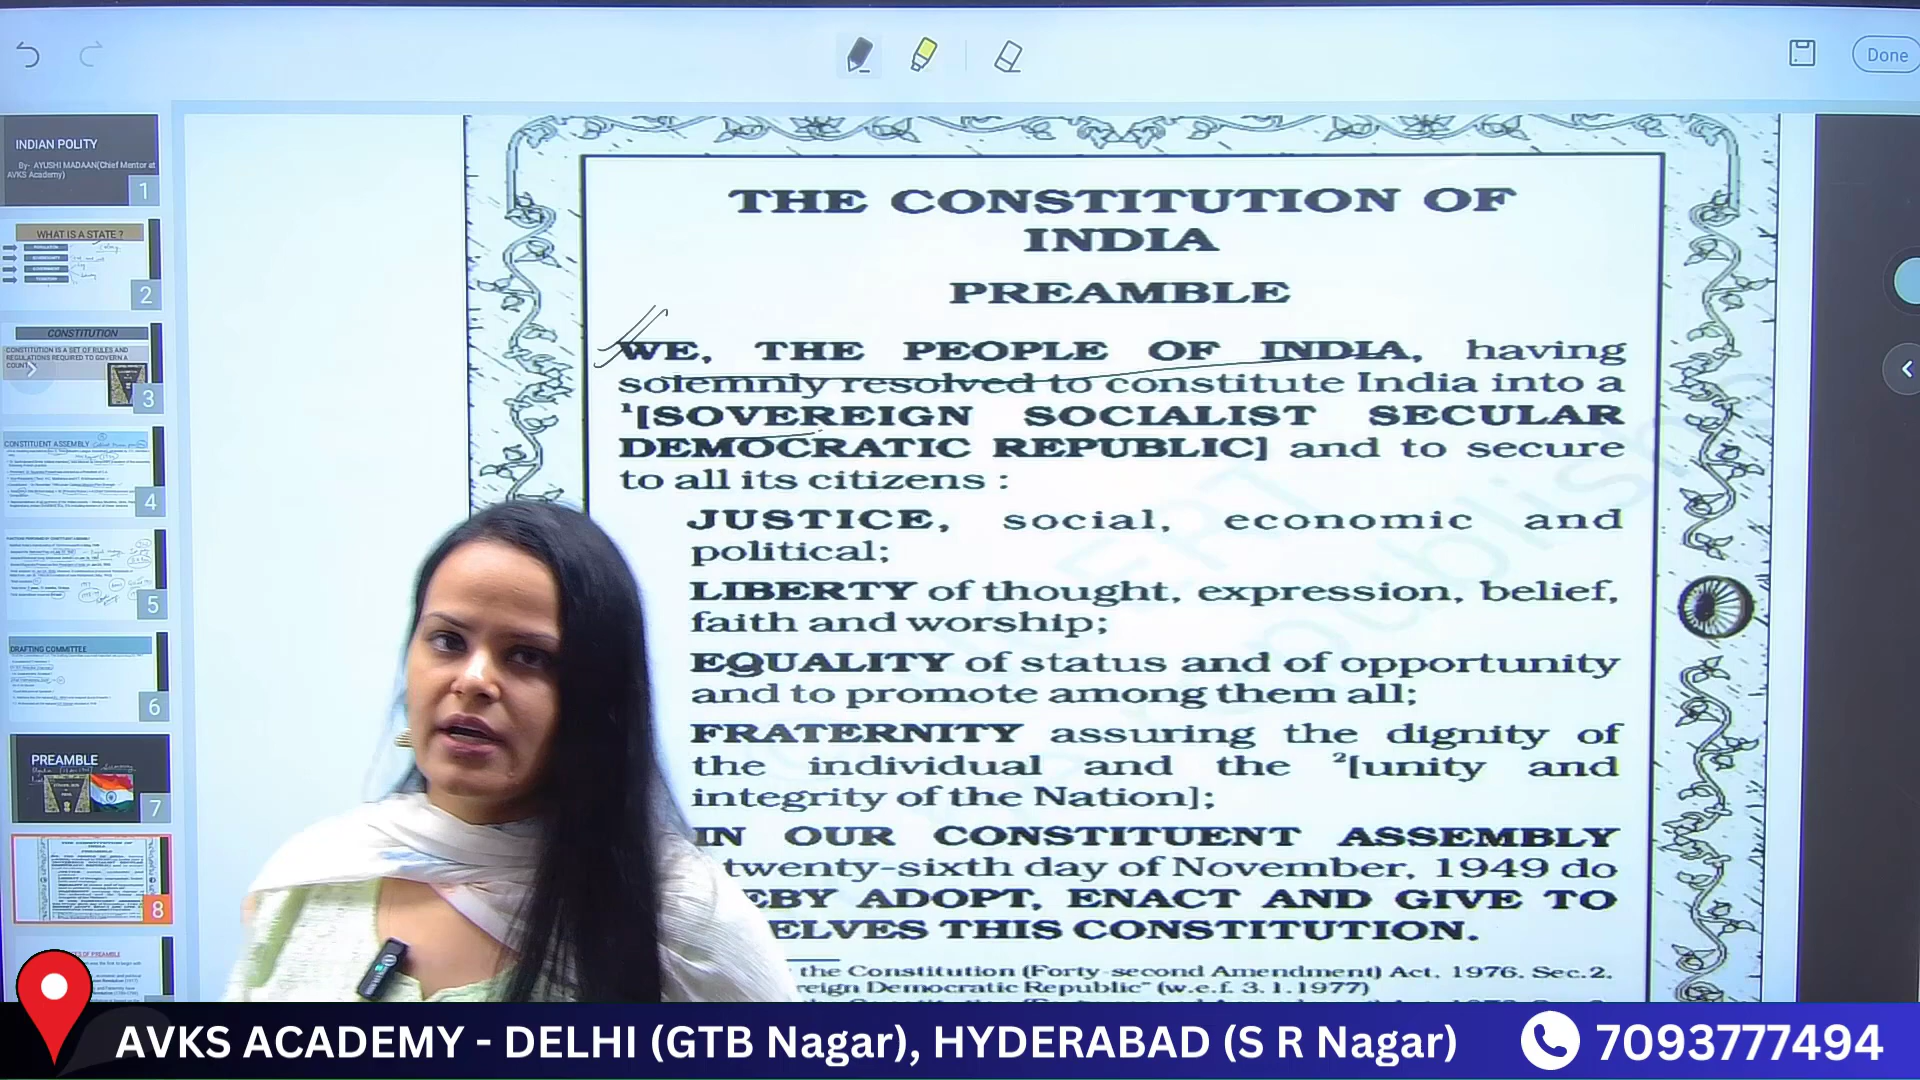 Done
INDIAN POLITY
By- AYUSHI MADAAN(Chief Mentor at
AVKS Academy)
1
WHAT IS A STATE ?
2
CONSTITUTION
CONSTITUTION IS A SET OF RULES AND
REGULATIONS REQUIRED TO GOVERN A
3
CONSTITUENT ASSEMBLY
4
5
DRAFTING COMMITTEE
6
PREAMBLE
7
8
OF PREAMBLE
THE CONSTITUTION OF
INDIA
PREAMBLE
WE, THE PEOPLE OF INDIA, having
solemnly resolved to constitute India into a
¹[SOVEREIGN SOCIALIST SECULAR
DEMOCRATIC REPUBLIC] and to secure
to all its citizens :
JUSTICE, social, economic and
political;
LIBERTY of thought, expression, belief,
faith and worship;
EQUALITY of status and of opportunity
and to promote among them all;
FRATERNITY assuring the dignity of
the individual and the ²[unity and
integrity of the Nation];
IN OUR CONSTITUENT ASSEMBLY
twenty-sixth day of November, 1949 do
EBY ADOPT, ENACT AND GIVE TO
ELVES THIS CONSTITUTION.
the Constitution (Forty-second Amendment) Act, 1976, Sec.2,
reign Democratic Republic" (w.e.f. 3.1.1977)
AVKS ACADEMY - DELHI (GTB Nagar), HYDERABAD (S R Nagar)
7093777494